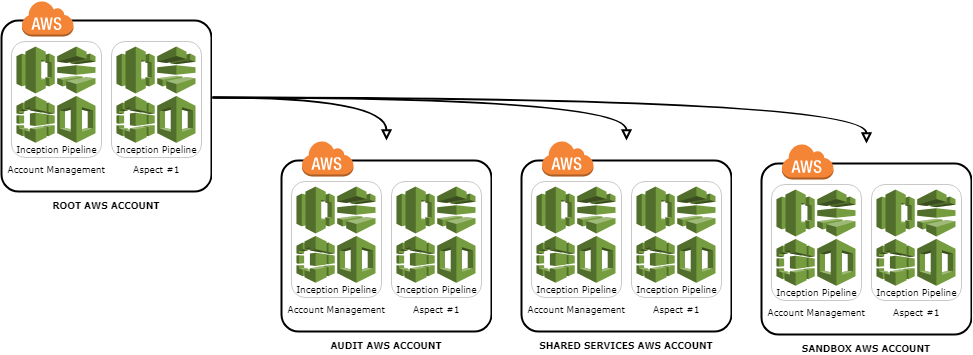 AWS
Inception Pipeline
Inception Pipeline
Account Management
Aspect #1
ROOT AWS ACCOUNT
AWS
Inception Pipeline
Inception Pipeline
Account Management
Aspect #1
AUDIT AWS ACCOUNT
AWS
Inception Pipeline
Inception Pipeline
Account Management
Aspect #1
SHARED SERVICES AWS ACCOUNT
AWS
Inception Pipeline
Inception Pipeline
Account Management
Aspect #1
SANDBOX AWS ACCOUNT